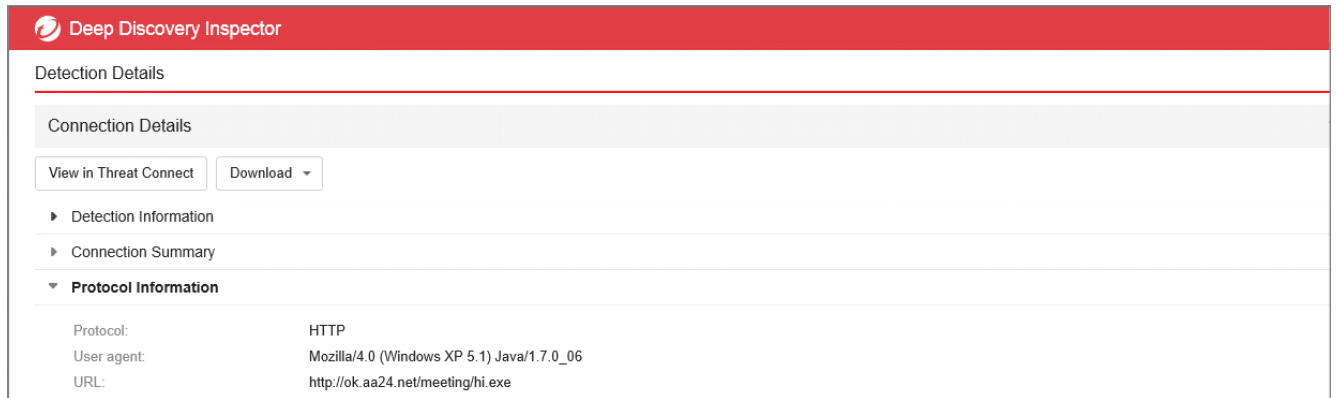 Deep Discovery Inspector
Detection Details
Connection Details
View in Threat Connect Download
Detection Information
Connection Summary
Protocol Information
Protocol: HTTP
User agent: Mozilla/4.0 (Windows XP 5.1) Java/1.7.0_06
URL: http://ok.aa24.net/meeting/hi.exe